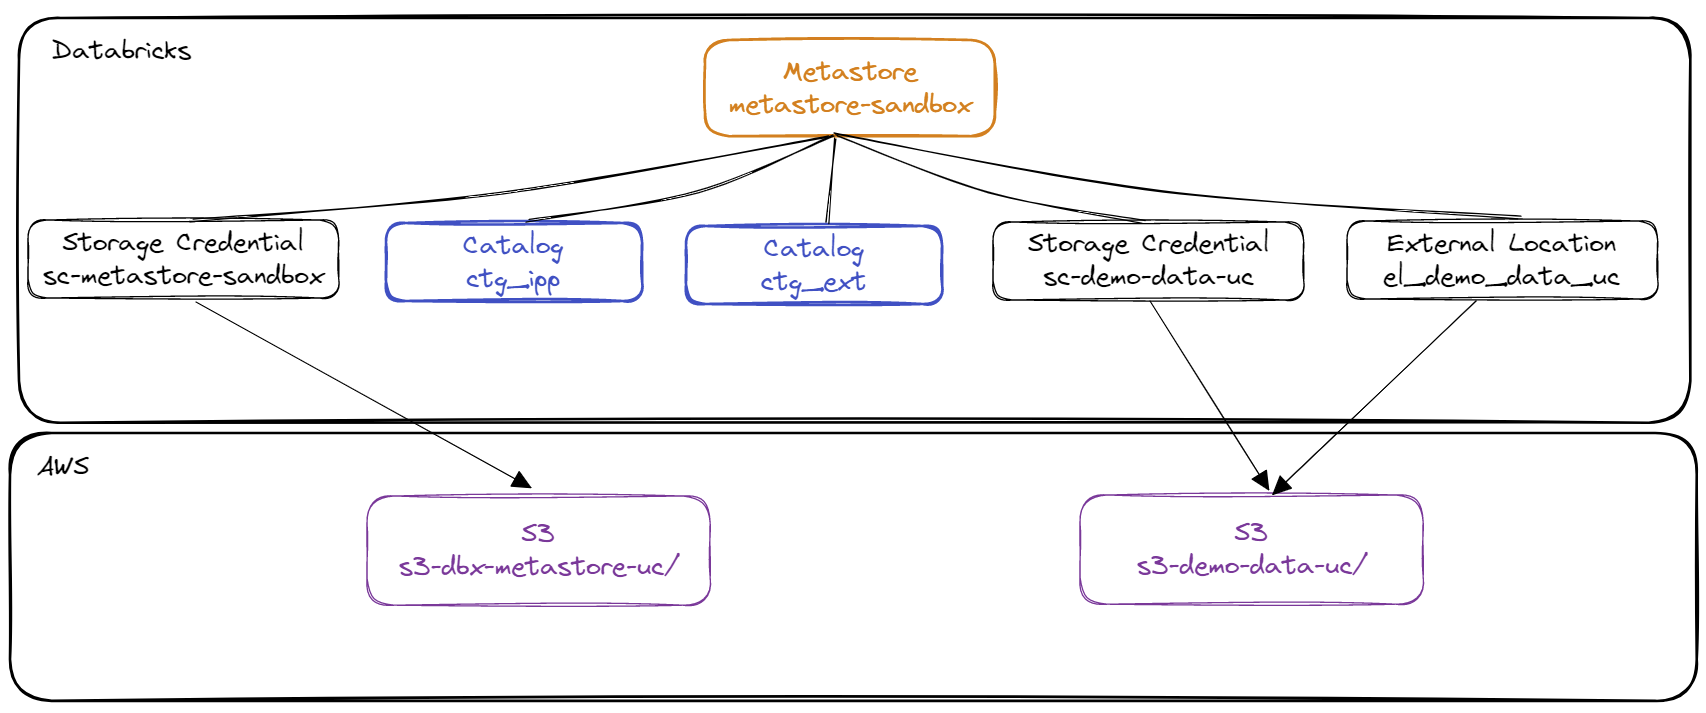 Databricks
Metastore
metastore-sandbox
Storage Credential
sc-metastore-sandbox
Catalog
ctg_ipp
Catalog
ctg_ext
Storage Credential
sc-demo-data-uc
External Location
el_demo_data_uc
AWS
S3
s3-dbx-metastore-uc/
S3
s3-demo-data-uc/